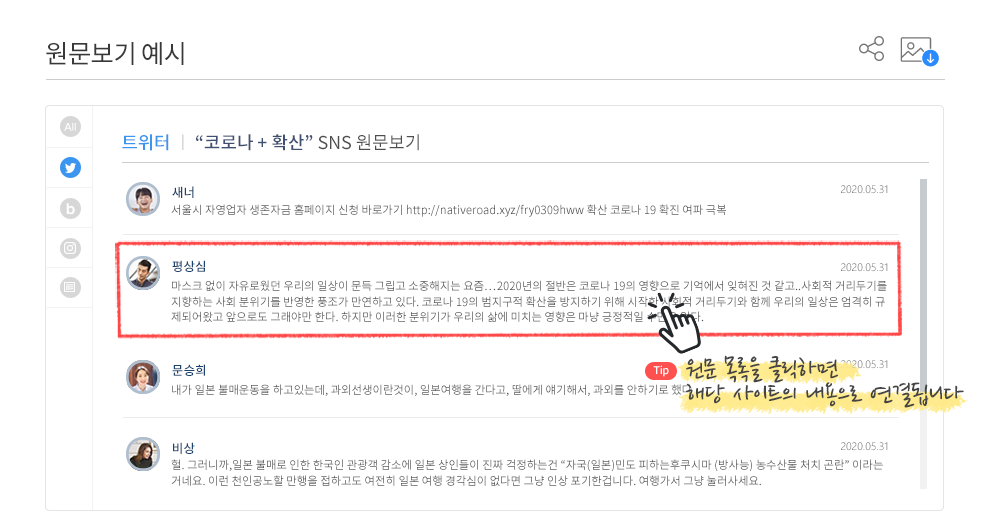 원문보기 예시
All
트위터 | “코로나 + 확산” SNS 원문보기
새너
2020.05.31
서울시 자영업자 생존자금 홈페이지 신청 바로가기 http://nativeroad.xyz/fry0309hww 확산 코로나 19 확진 여파 극복
평상심
2020.05.31
마스크 없이 자유로웠던 우리의 일상이 문득 그립고 소중해지는 요즘…2020년의 절반은 코로나 19의 영향으로 기억에서 잊혀진 것 같고..사회적 거리두기를
지향하는 사회 분위기를 반영한 풍조가 만연하고 있다. 코로나 19의 범지구적 확산을 방지하기 위해 시작한 사회적 거리두기와 함께 우리의 일상은 엄격히 규
제되어왔고 앞으로도 그래야만 한다. 하지만 이러한 분위기가 우리의 삶에 미치는 영향은 마냥 긍정적일 수만은 없다.
문승희
2020.05.31
내가 일본 불매운동을 하고있는데, 과외선생이란것이, 일본여행을 간다고, 딸에게 얘기해서, 과외를 안하기로 했다
Tip
원문 목록을 클릭하면
해당 사이트의 내용으로 연결됩니다
비상
2020.05.31
헐. 그러니까,일본 불매로 인한 한국인 관광객 감소에 일본 상인들이 진짜 걱정하는건 “자국(일본)민도 피하는후쿠시마 (방사능) 농수산물 처치 곤란” 이라는
거네요. 이런 천인공노할 만행을 접하고도 여전히 일본 여행 경각심이 없다면 그냥 인상 포기한겁니다. 여행가서 그냥 눌러사세요.